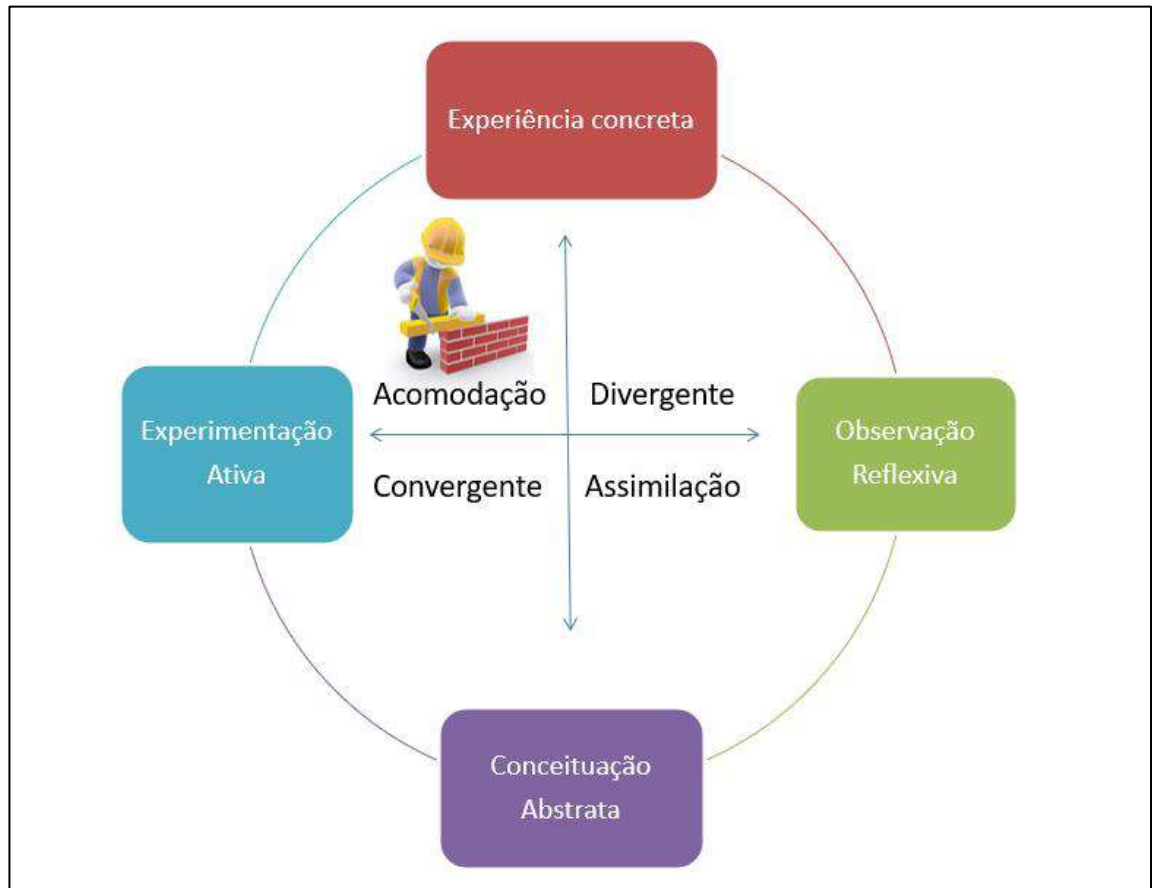 Experiência concreta
Acomodação
Divergente
Experimentação
Ativa
Observação
Reflexiva
Convergente
Assimilação
Conceituação
Abstrata